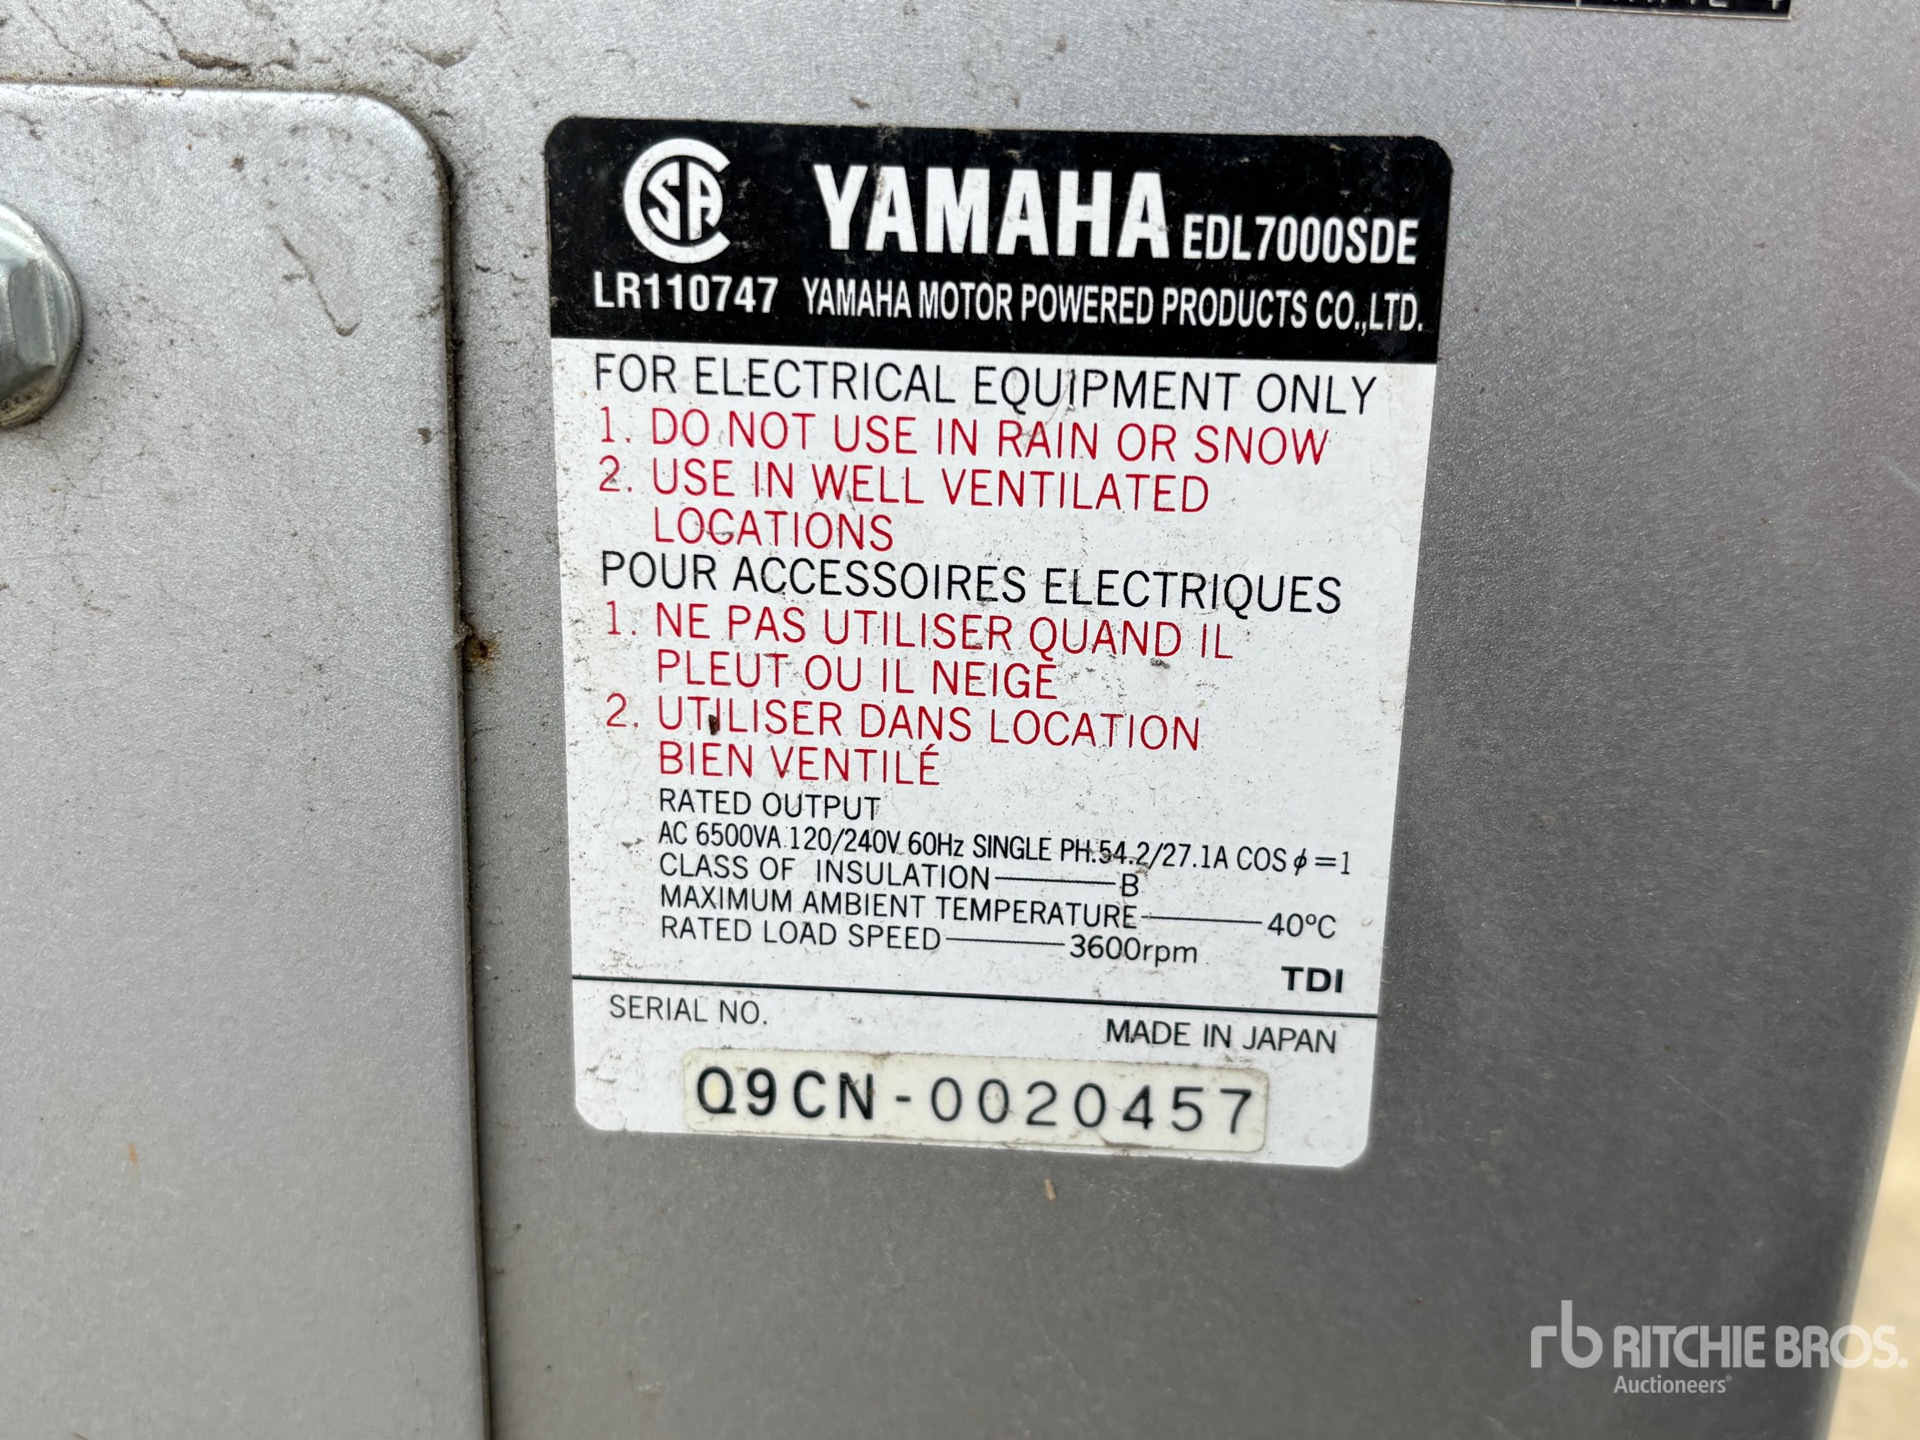 SA
YAMAHA EDL7000SDE
LR110747 YAMAHA MOTOR POWERED PRODUCTS CO.,LTD.
FOR ELECTRICAL EQUIPMENT ONLY
1. DO NOT USE IN RAIN OR SNOW
2. USE IN WELL VENTILATED
LOCATIONS
POUR ACCESSOIRES ELECTRIQUES
1. NE PAS UTILISER QUAND IL
PLEUT OU IL NEIGE
2. UTILISER DANS LOCATION
BIEN VENTILÉ
RATED OUTPUT
AC 6500VA 120/240V 60Hz SINGLE PH.54.2/27.1A COS ϕ=1
CLASS OF INSULATION——B
MAXIMUM AMBIENT TEMPERATURE——40°C
RATED LOAD SPEED——3600rpm
TDI
SERIAL NO.
MADE IN JAPAN
Q9CN-0020457
rb RITCHIE BROS.
Auctioneers